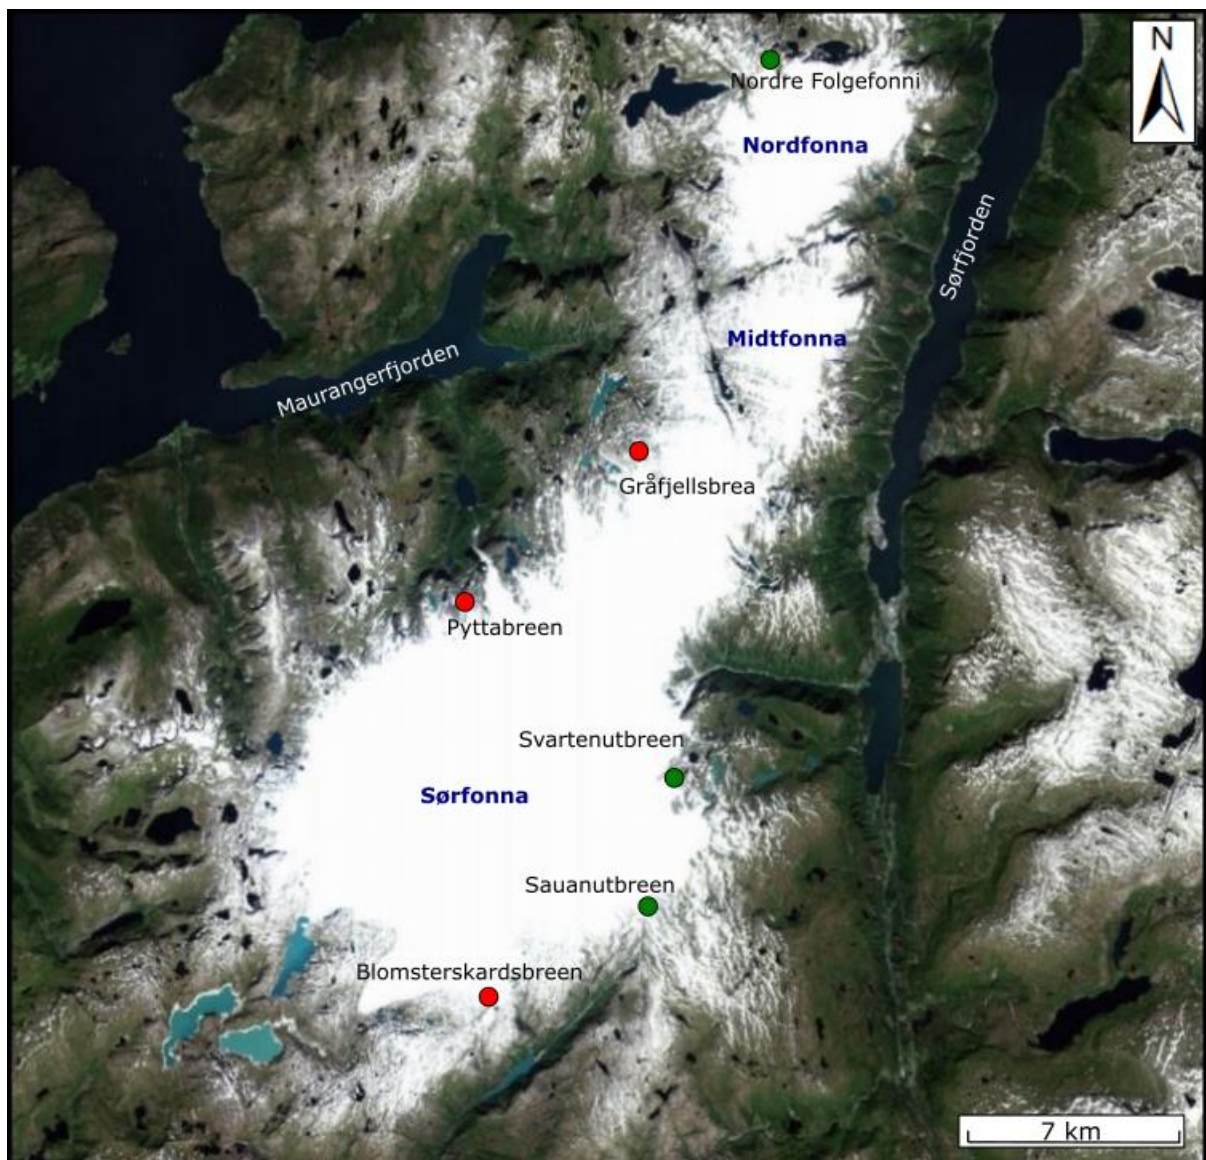 N
Nordre Folgefonni
Nordfonna
Sørfjorden
Midtfonna
Maurangerfjorden
Gråfjellsbrea
Pyttabreen
Svartenutbreen
Sørfonna
Sauanutbreen
Blomsterskardsbreen
7 km